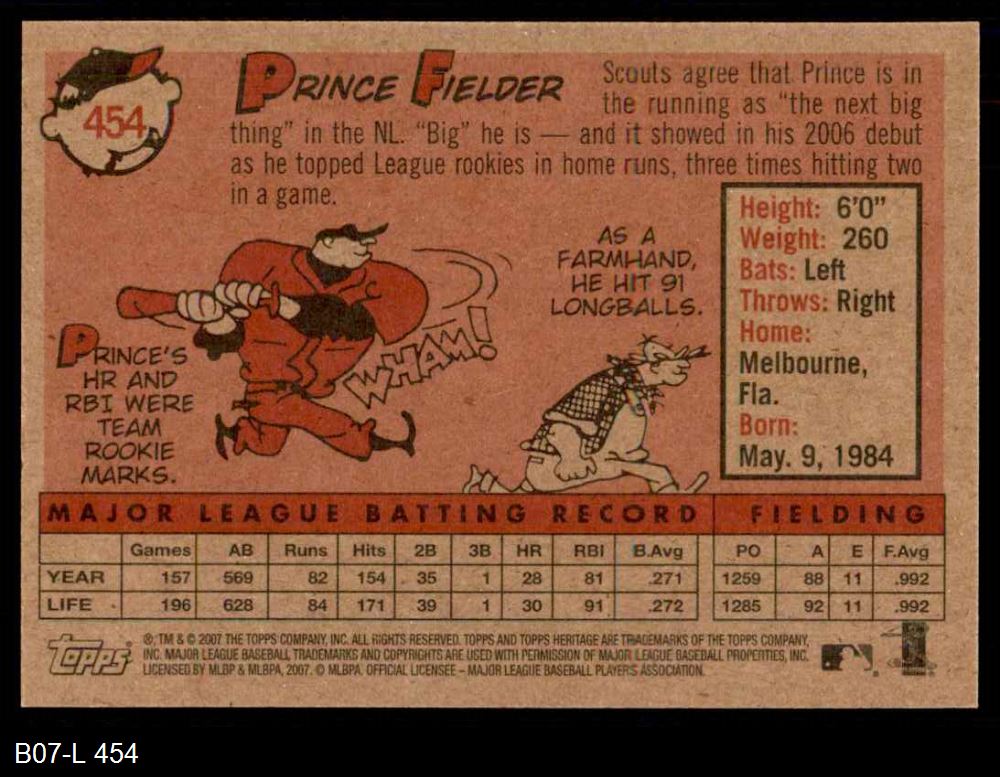 454
PRINCE FIELDER
Scouts agree that Prince is in
the running as "the next big
thing" in the NL. "Big" he is — and it showed in his 2006 debut
as he topped League rookies in home runs, three times hitting two
in a game.
PRINCE'S
HR AND
RBI WERE
TEAM
ROOKIE
MARKS.
WHAM!
AS A
FARMHAND,
HE HIT 91
LONGBALLS.
Height: 6'0"
Weight: 260
Bats: Left
Throws: Right
Home:
Melbourne,
Fla.
Born:
May. 9, 1984
MAJOR LEAGUE BATTING RECORD FIELDING
Games AB Runs Hits 2B 3B HR RBI B.Avg PO A E F.Avg
YEAR 157 569 82 154 35 1 28 81 .271 1259 88 11 .992
LIFE 196 628 84 171 39 1 30 91 .272 1285 92 11 .992
Topps
®, TM & © 2007 THE TOPPS COMPANY, INC. ALL RIGHTS RESERVED. TOPPS AND TOPPS HERITAGE ARE TRADEMARKS OF THE TOPPS COMPANY,
INC. MAJOR LEAGUE BASEBALL TRADEMARKS AND COPYRIGHTS ARE USED WITH PERMISSION OF MAJOR LEAGUE BASEBALL PROPERTIES, INC.
LICENSED BY MLBP & MLBPA, 2007. © MLBPA. OFFICIAL LICENSEE – MAJOR LEAGUE BASEBALL PLAYERS ASSOCIATION.
B07-L 454